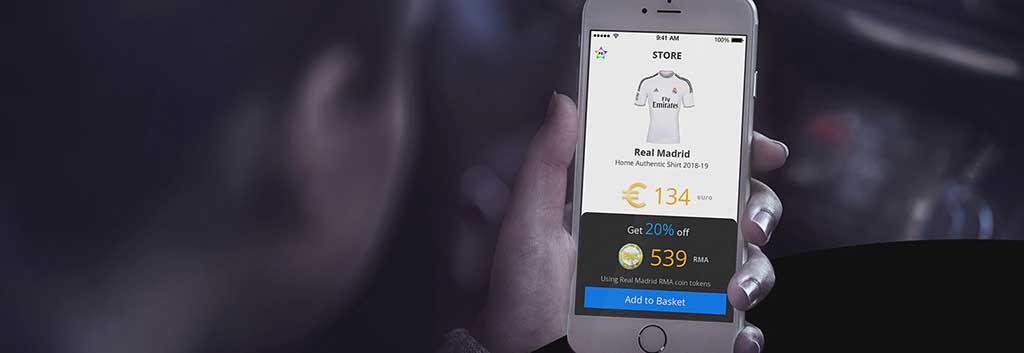 9:41 AM
100%
STORE
Fly
Emirates
Real Madrid
Home Authentic Shirt 2018-19
€ 134 euro
Get 20% off
539 RMA
Using Real Madrid RMA coin tokens
Add to Basket